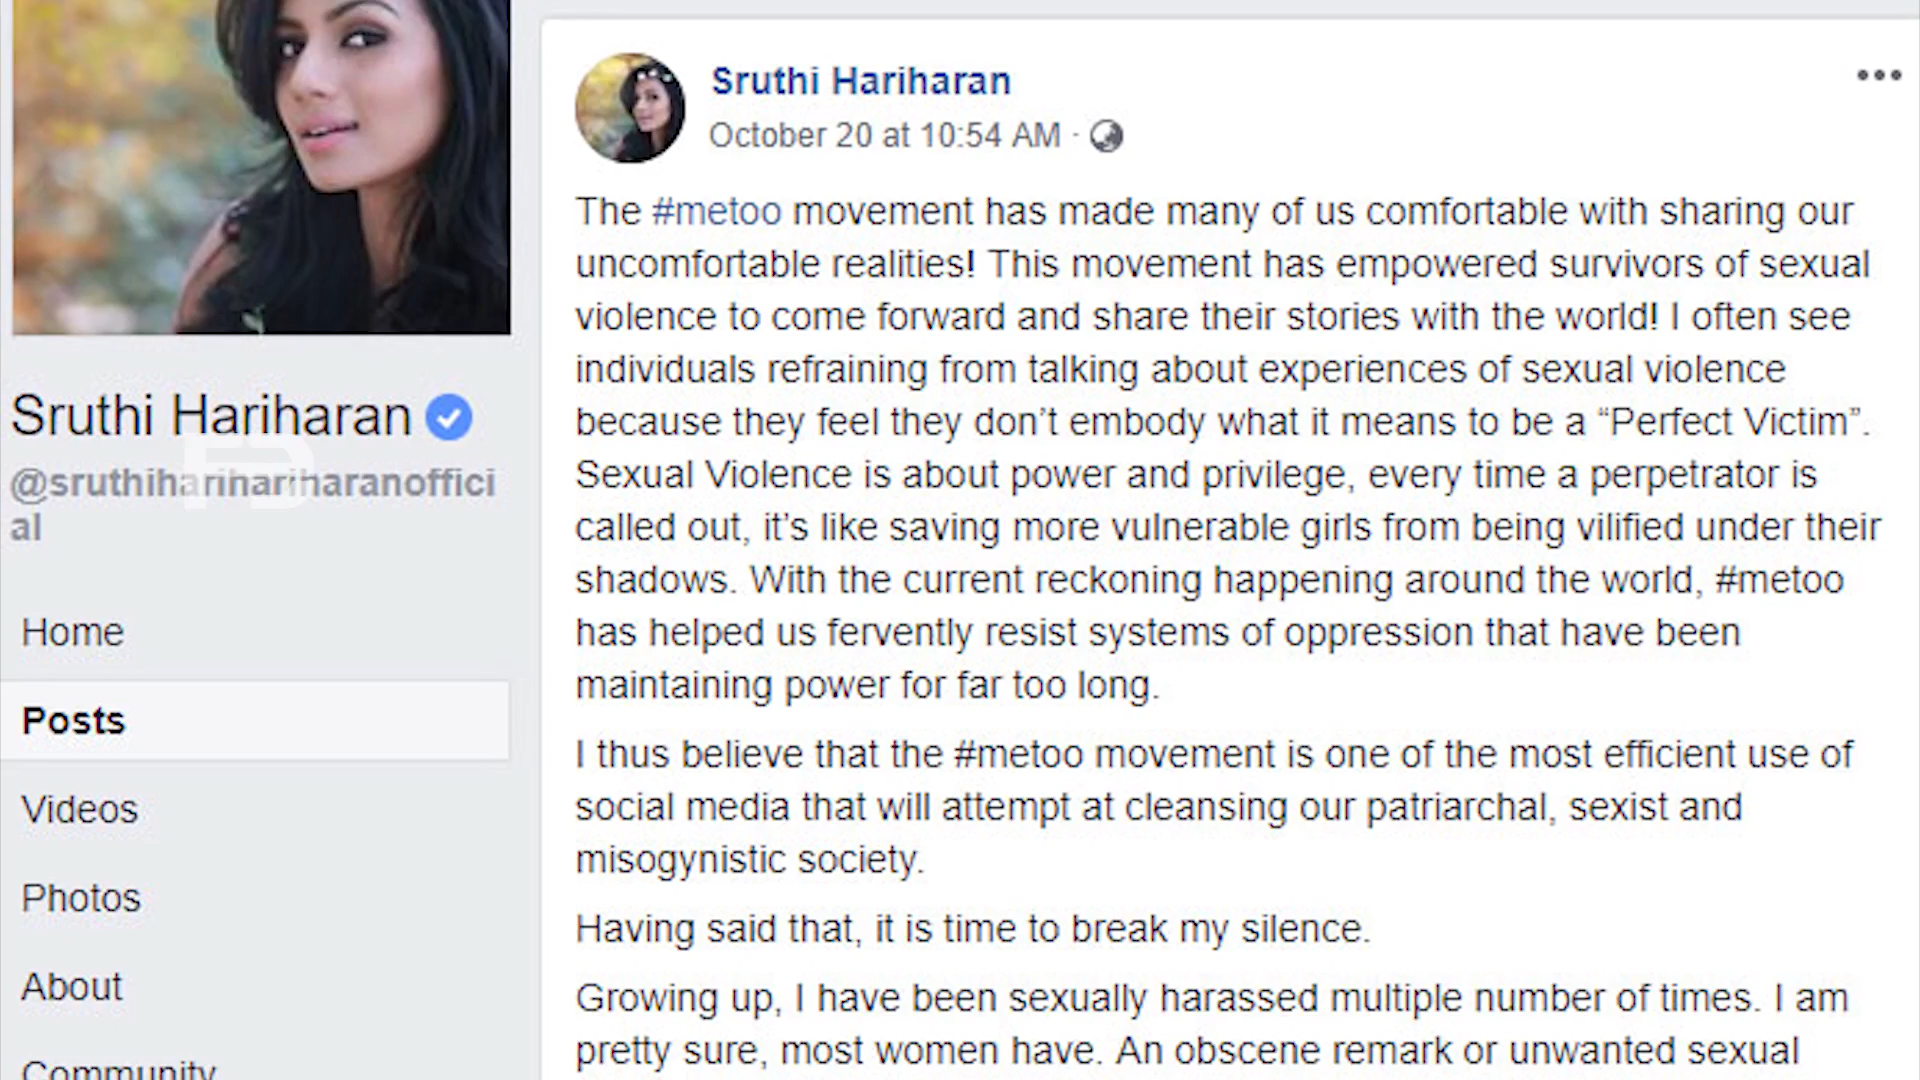 Sruthi Hariharan
@sruthiharihariharanoffici
al
Home
Posts
Videos
Photos
About
Community
Sruthi Hariharan
October 20 at 10:54 AM ·
The #metoo movement has made many of us comfortable with sharing our
uncomfortable realities! This movement has empowered survivors of sexual
violence to come forward and share their stories with the world! I often see
individuals refraining from talking about experiences of sexual violence
because they feel they don’t embody what it means to be a “Perfect Victim”.
Sexual Violence is about power and privilege, every time a perpetrator is
called out, it’s like saving more vulnerable girls from being vilified under their
shadows. With the current reckoning happening around the world, #metoo
has helped us fervently resist systems of oppression that have been
maintaining power for far too long.
I thus believe that the #metoo movement is one of the most efficient use of
social media that will attempt at cleansing our patriarchal, sexist and
misogynistic society.
Having said that, it is time to break my silence.
Growing up, I have been sexually harassed multiple number of times. I am
pretty sure, most women have. An obscene remark or unwanted sexual